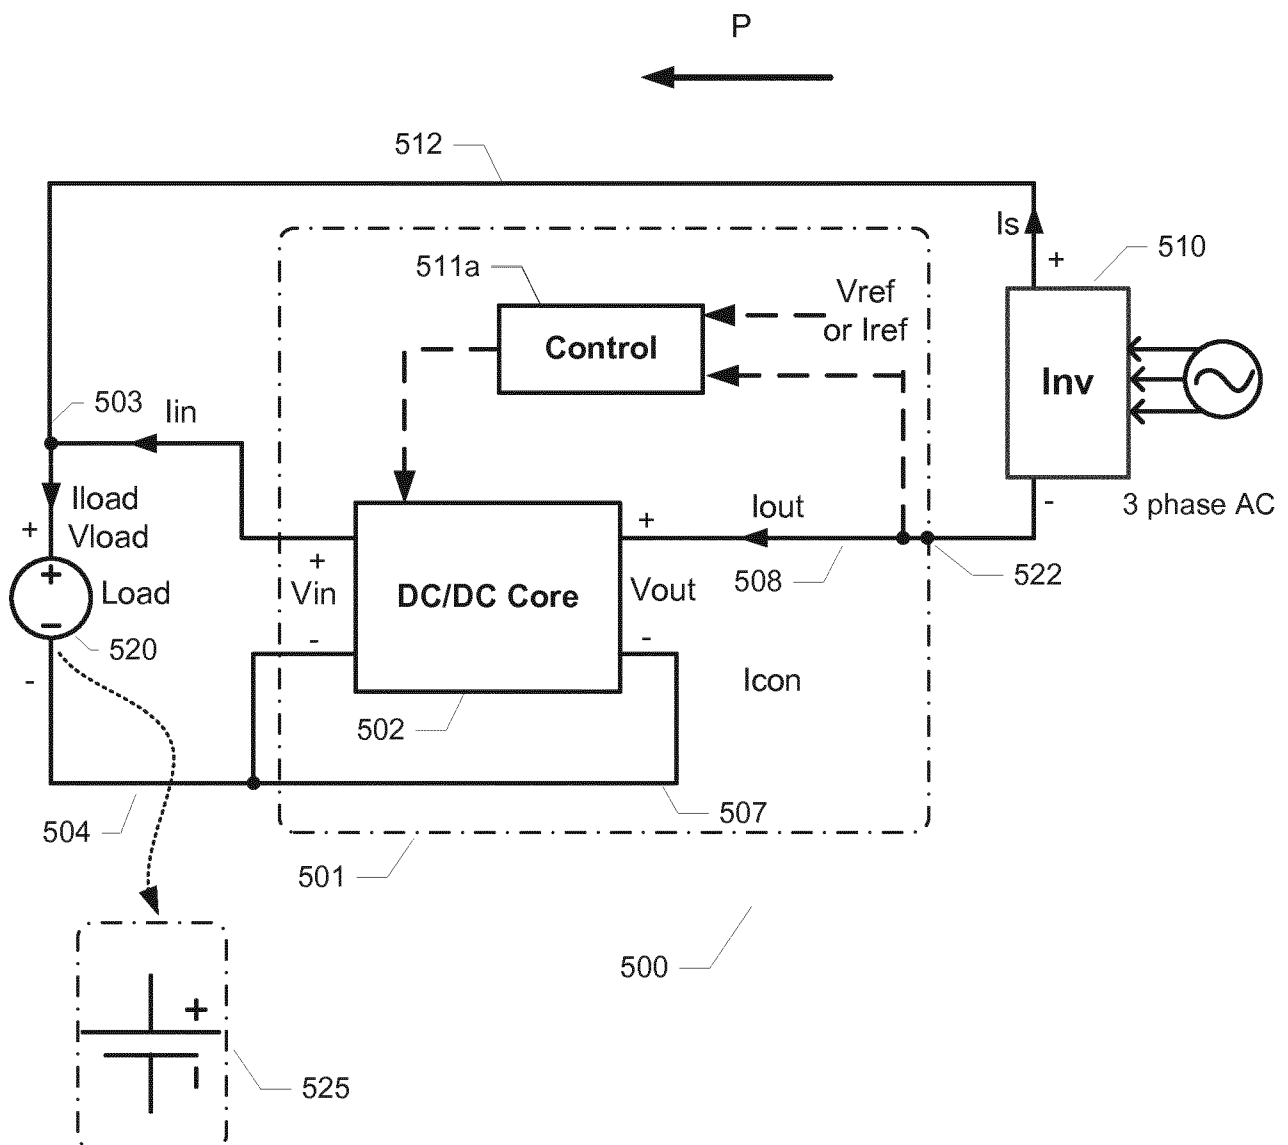 P
512
Is
+
510
511a
Vref
or Iref
Control
Inv
503
Iin
3 phase AC
-
Iload
Vload
+
Iout
+
508
522
+
Load
+
Vin
DC/DC Core
Vout
-
520
-
-
-
Icon
502
504
507
501
500
+
-
525